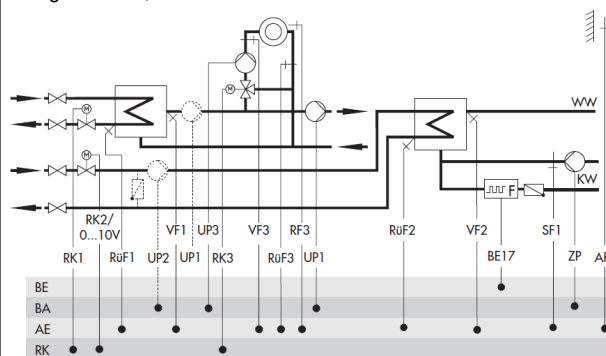 M
M
M
F
WW
KW
RK2/
0...10V
VF1
UP3
VF3
RF3
RüF2
VF2
SF1
RK1
RüF1
UP2
UP1
RK3
RüF3
UP1
BE17
ZP
BE
BA
AE
RK